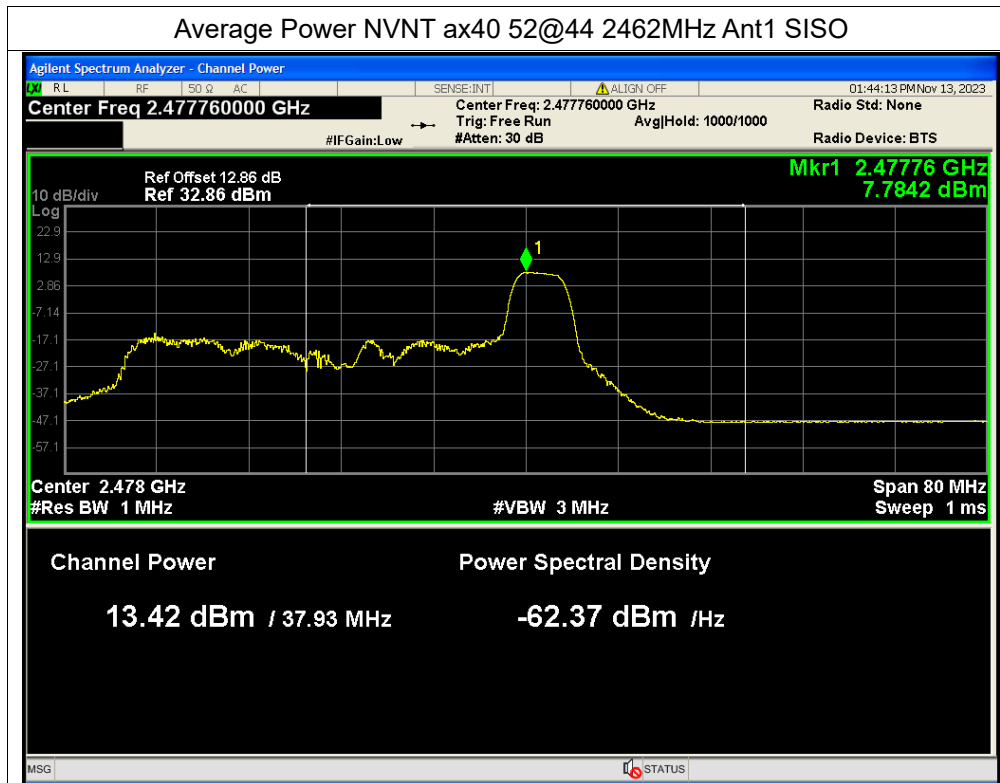 Average Power NVNT ax40 52@44 2462MHz Ant1 SISO
Agilent Spectrum Analyzer - Channel Power
LXI RL RF 50 Ω AC SENSE:INT ALIGN OFF 01:44:13 PM Nov 13, 2023
Center Freq 2.477760000 GHz
Center Freq: 2.477760000 GHz
Radio Std: None
Trig: Free Run
Avg|Hold: 1000/1000
#IFGain:Low
#Atten: 30 dB
Radio Device: BTS
Mkr1 2.47776 GHz
7.7842 dBm
Ref Offset 12.86 dB
10 dB/div
Ref 32.86 dBm
Log
22.9
1
12.9
2.86
-7.14
-17.1
-27.1
-37.1
-47.1
-57.1
Center 2.478 GHz
Span 80 MHz
#Res BW 1 MHz
#VBW 3 MHz
Sweep 1 ms
Channel Power
Power Spectral Density
13.42 dBm / 37.93 MHz
-62.37 dBm /Hz
MSG
STATUS